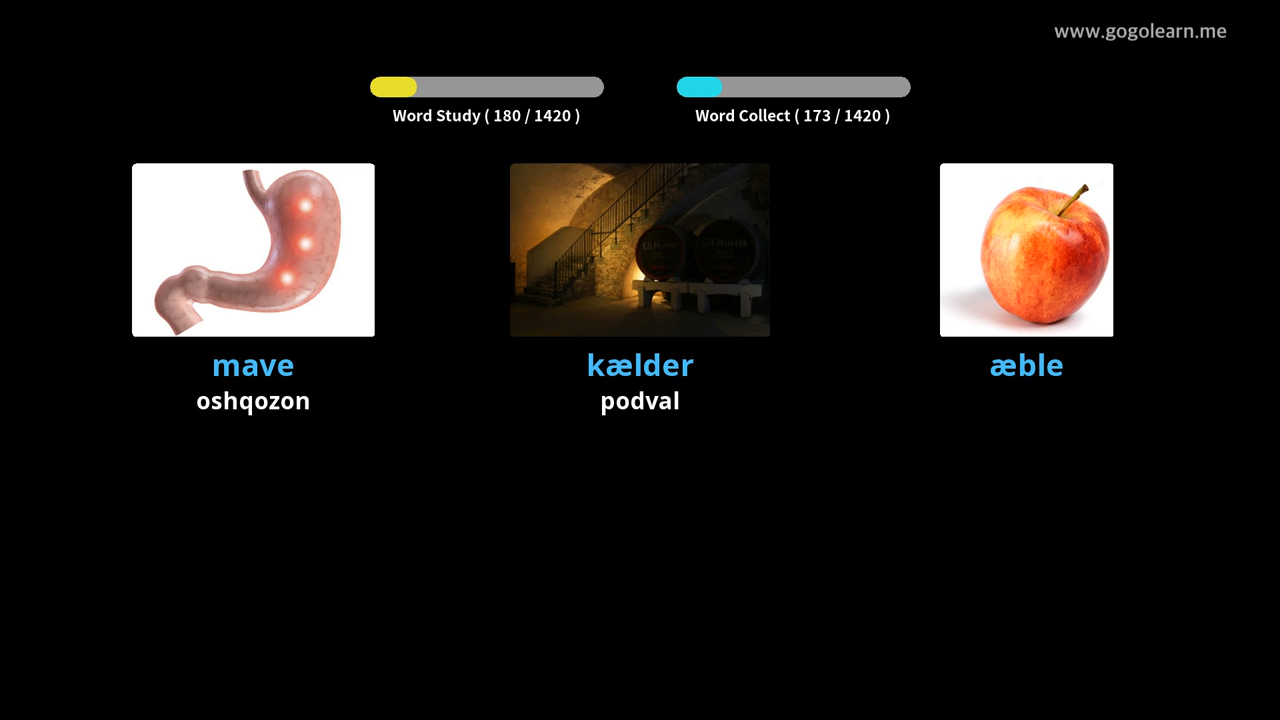 www.gogolearn.me
Word Study ( 180 / 1420 )
Word Collect ( 173 / 1420 )
mave
kælder
æble
oshqozon
podval